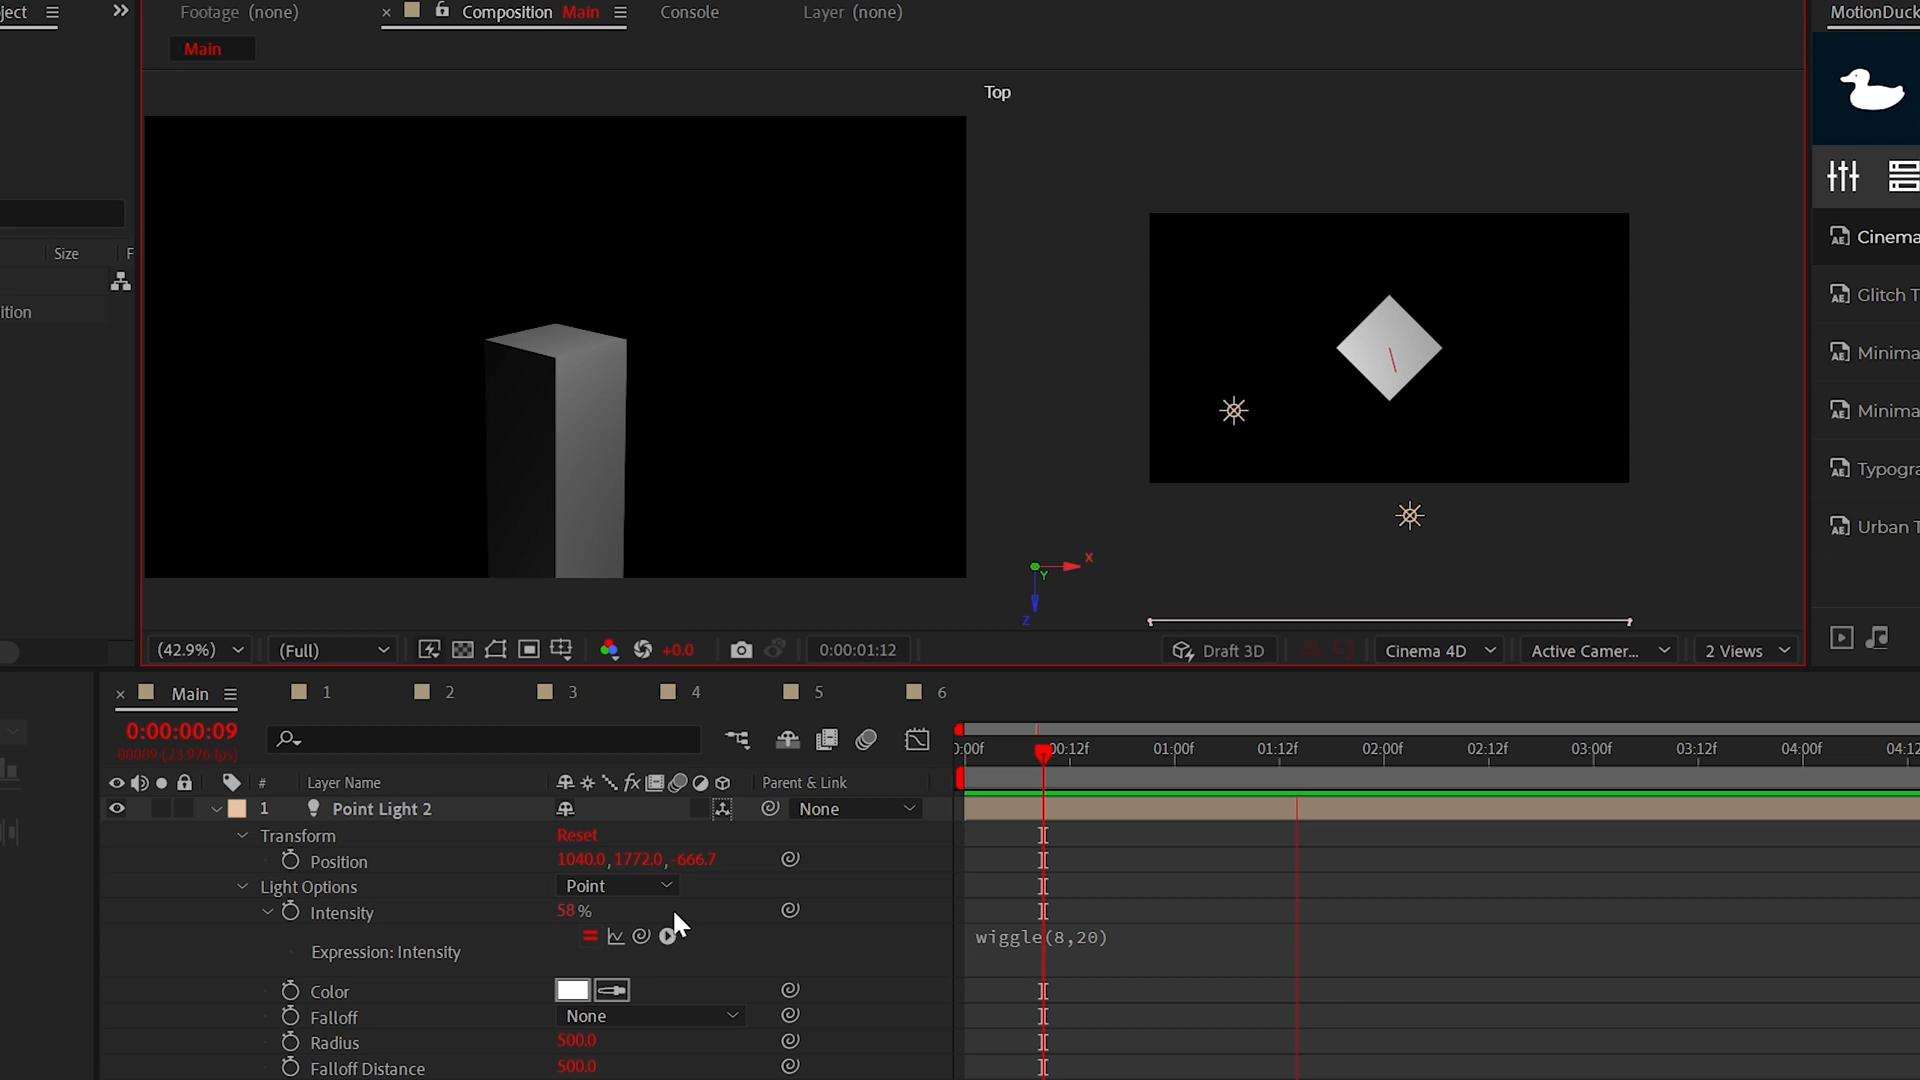 ject
Footage (none)
Composition Main
Console
Layer (none)
MotionDuck
Main
Top
Size
F
ition
Cinema
Glitch T
Minima
Minima
Typogra
Urban T
X
Y
Z
(42.9%)
(Full)
+0.0
0:00:01:12
Draft 3D
Cinema 4D
Active Camer...
2 Views
Main
1
2
3
4
5
6
0:00:00:09
00009 (23.976 fps)
0:00f
00:12f
01:00f
01:12f
02:00f
02:12f
03:00f
03:12f
04:00f
04:12
#
Layer Name
fx
Parent & Link
1
Point Light 2
None
Transform
Reset
Position
1040.0, 1772.0, -666.7
Light Options
Point
Intensity
58 %
Expression: Intensity
wiggle(8,20)
Color
Falloff
None
Radius
500.0
Falloff Distance
500.0